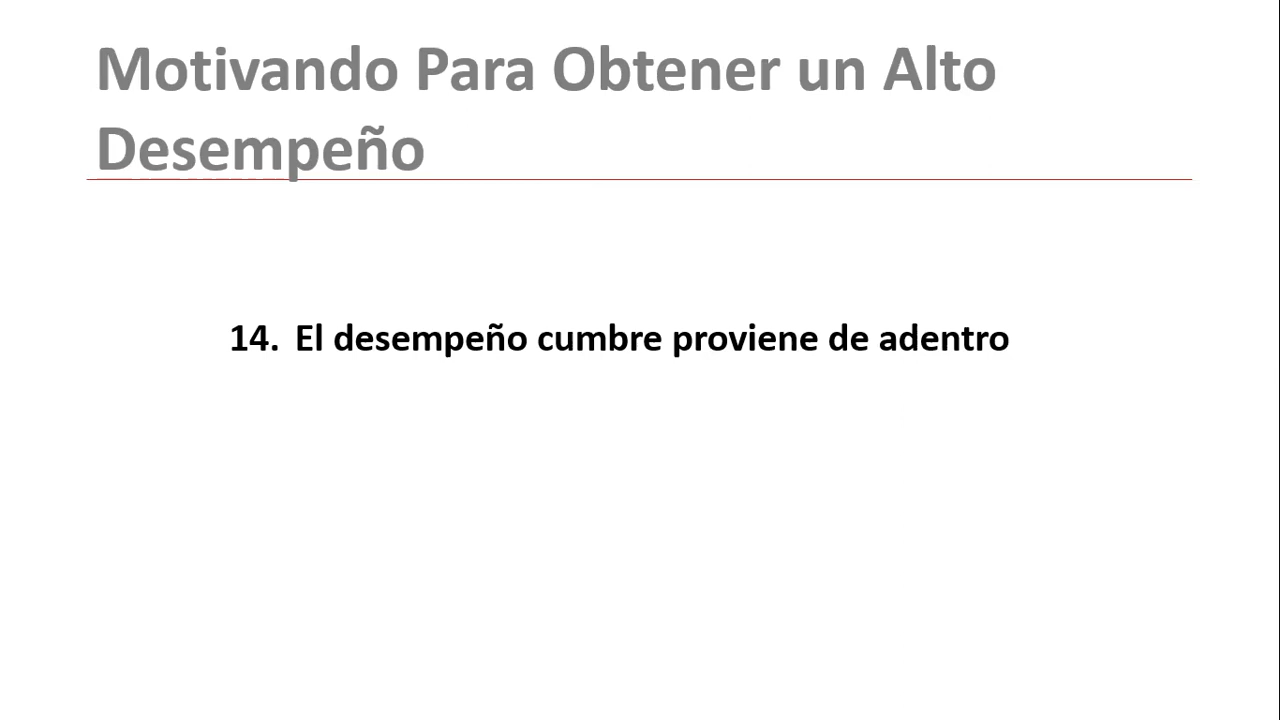 Motivando Para Obtener un Alto
Desempeño
14. El desempeño cumbre proviene de adentro